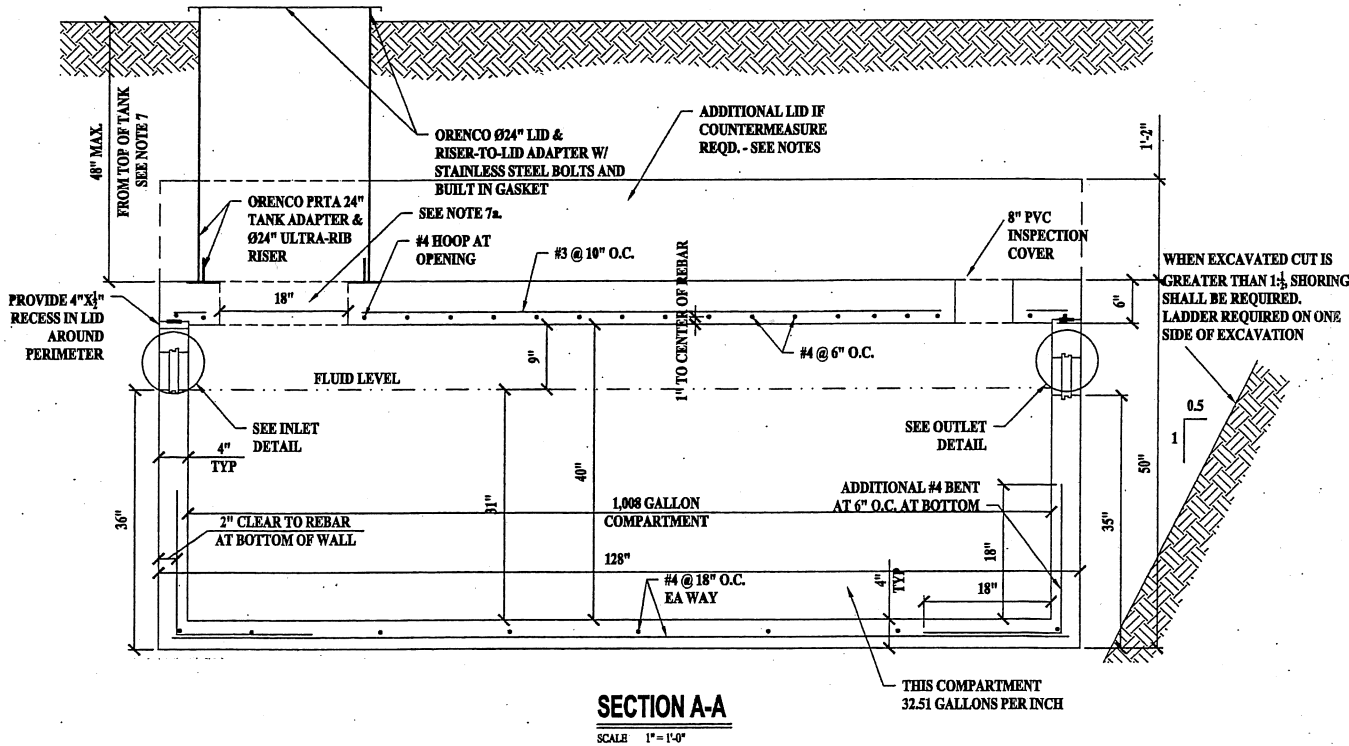 48" MAX.
FROM TOP OF TANK
SEE NOTE 7
ORENCO Ø24" LID &
RISER-TO-LID ADAPTER W/
STAINLESS STEEL BOLTS AND
BUILT IN GASKET
ADDITIONAL LID IF
COUNTERMEASURE
REQD. - SEE NOTES
1'-2"
ORENCO PRTA 24"
TANK ADAPTER &
Ø24" ULTRA-RIB
RISER
SEE NOTE 7a.
#4 HOOP AT
OPENING
#3 @ 10" O.C.
8" PVC
INSPECTION
COVER
WHEN EXCAVATED CUT IS
GREATER THAN 1:½, SHORING
SHALL BE REQUIRED.
LADDER REQUIRED ON ONE
SIDE OF EXCAVATION
PROVIDE 4"X½"
RECESS IN LID
AROUND
PERIMETER
18"
1" TO CENTER OF REBAR
6"
9"
#4 @ 6" O.C.
FLUID LEVEL
SEE INLET
DETAIL
SEE OUTLET
DETAIL
0.5
1
4"
TYP
40"
31"
50"
36"
35"
1,008 GALLON
COMPARTMENT
ADDITIONAL #4 BENT
AT 6" O.C. AT BOTTOM
2" CLEAR TO REBAR
AT BOTTOM OF WALL
128"
18"
18"
#4 @ 18" O.C.
EA WAY
4"
TYP
THIS COMPARTMENT
32.51 GALLONS PER INCH
SECTION A-A
SCALE 1" = 1'-0"